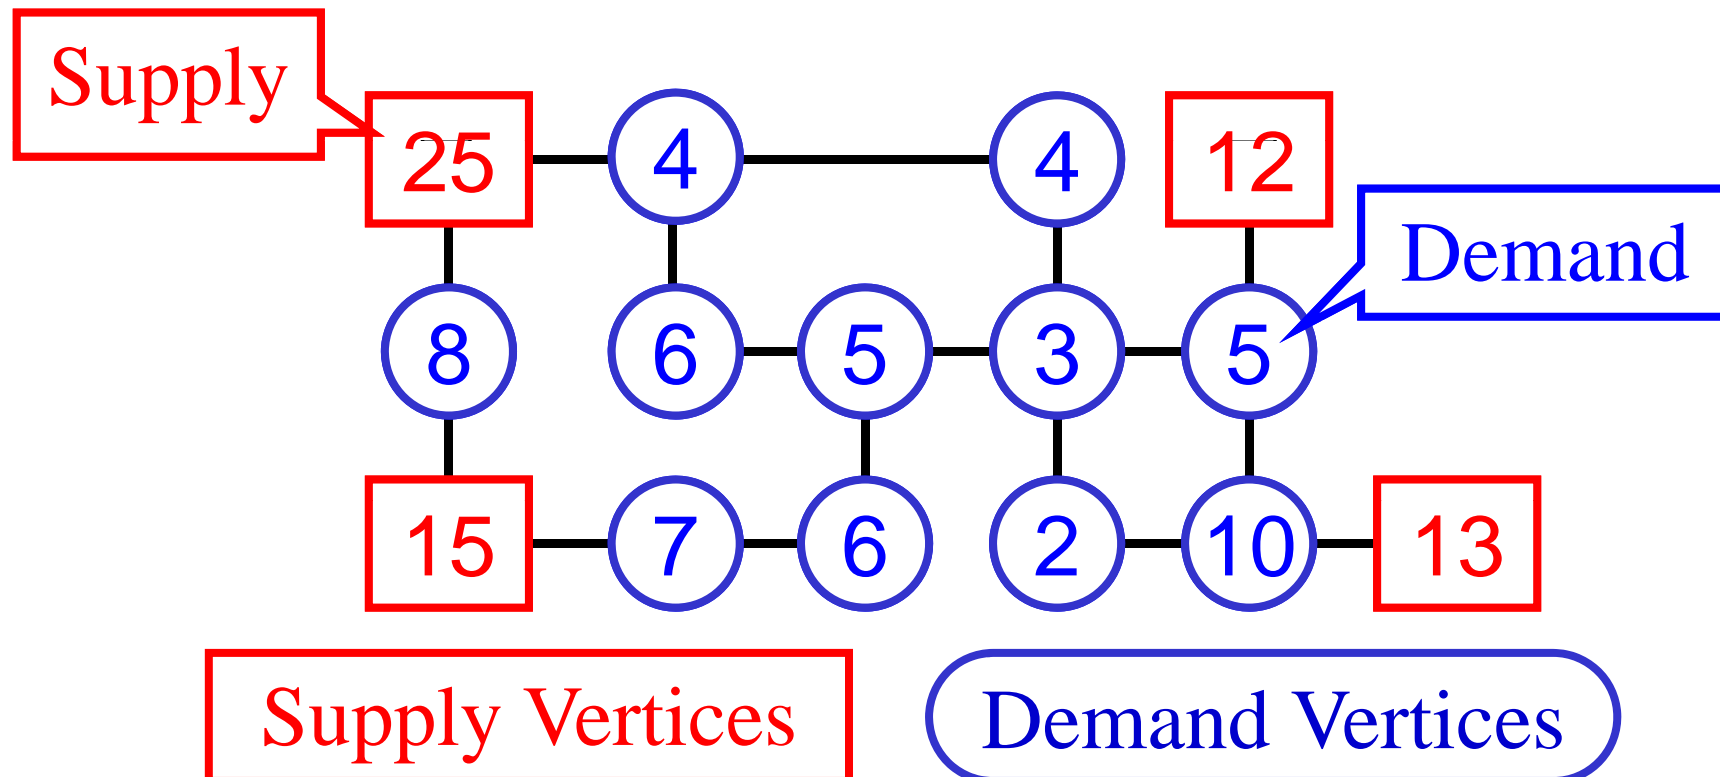 Supply
25 4 4 12
Demand
8 6 5 3 5
15 7 6 2 10 13
Supply Vertices Demand Vertices